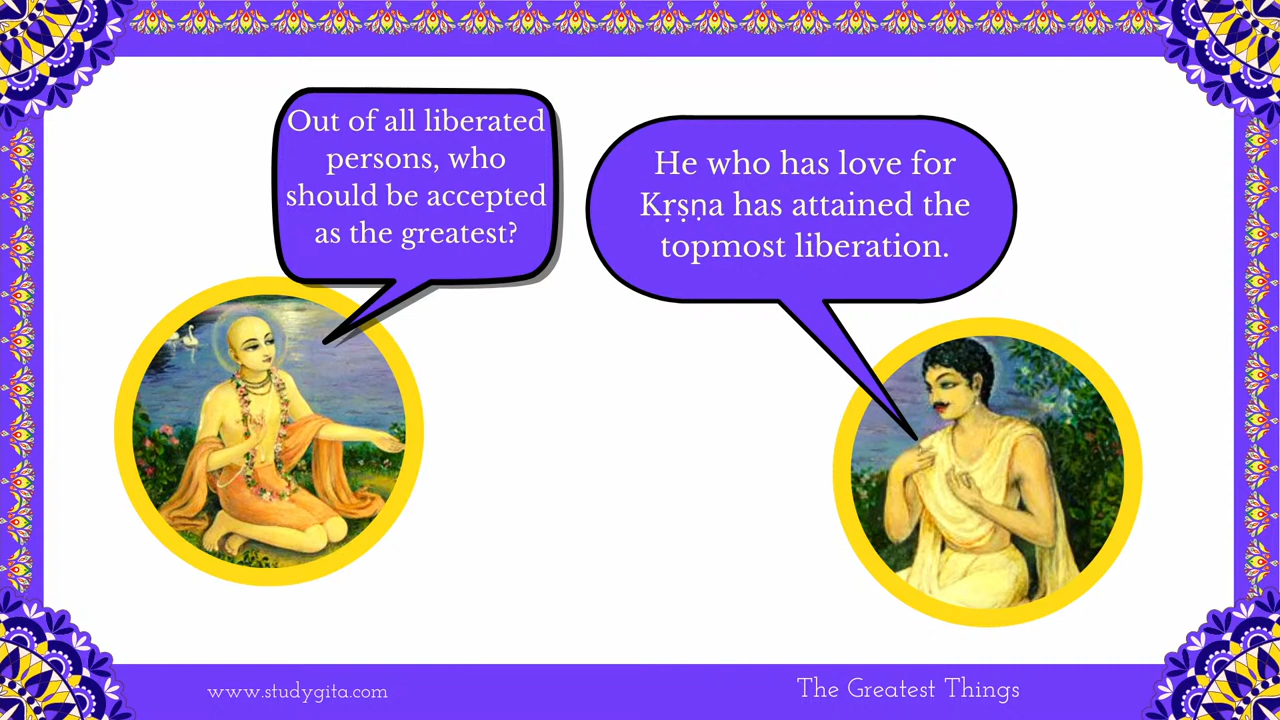 Out of all liberated
persons, who
should be accepted
as the greatest?
He who has love for
Kṛṣṇa has attained the
topmost liberation.
www.studygita.com
The Greatest Things